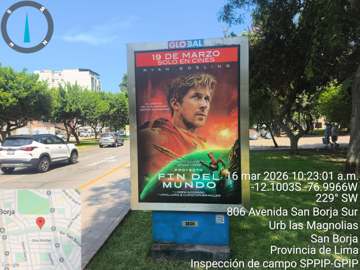 GLOBAL
19 DE MARZO
SOLO EN CINES
RYAN GOSLING
PROYECTO
FIN DEL
MUNDO
16 mar 2026 10:23:01 a.m.
-12.1003S -76.9966W
229° SW
806 Avenida San Borja Sur
Urb las Magnolias
San Borja
Provincia de Lima
Inspección de campo SPPIP-GPIP
Borja